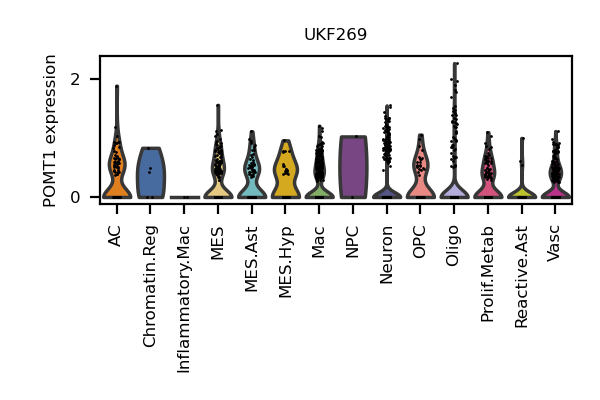 UKF269
POMT1 expression
2
0
AC
Chromatin.Reg
Inflammatory.Mac
MES
MES.Ast
MES.Hyp
Mac
NPC
Neuron
OPC
Oligo
Prolif.Metab
Reactive.Ast
Vasc